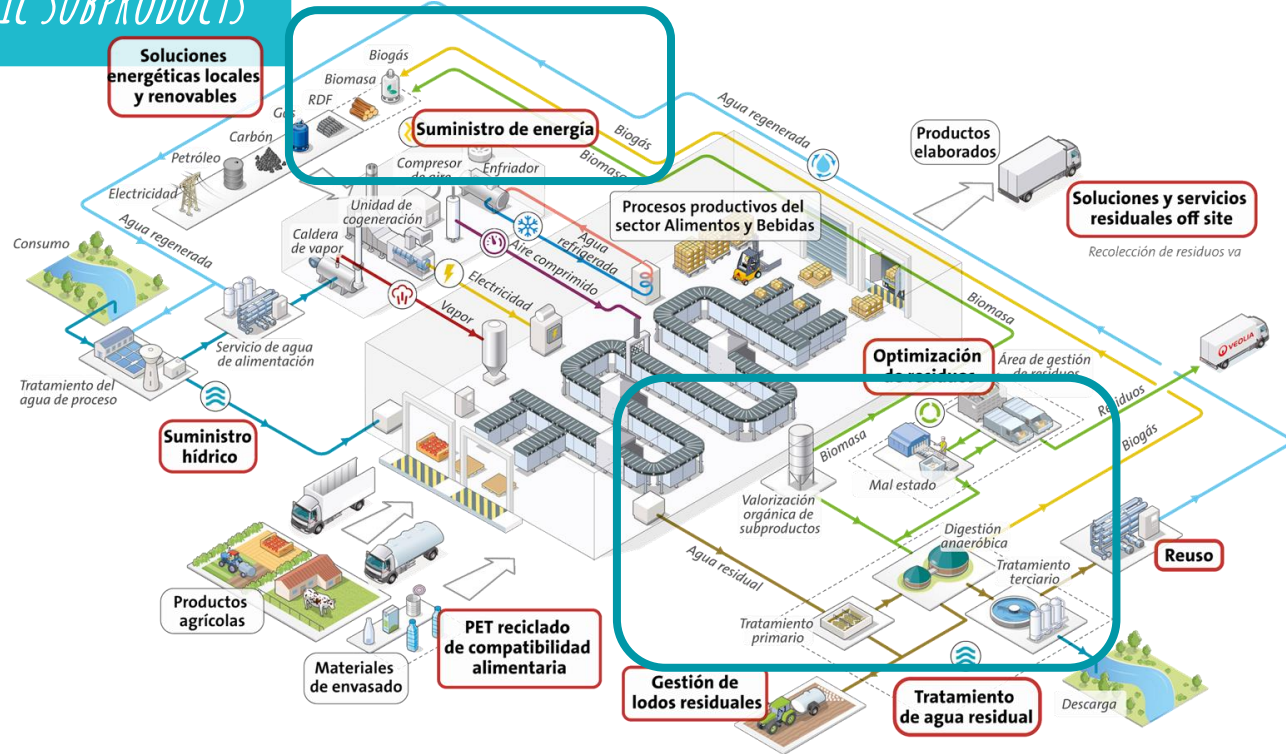 IC SUBPRODUCTS
Soluciones
energéticas locales
y renovables
Biogás
Biomasa
RDF
Gas
Carbón
Petróleo
Electricidad
Suministro de energía
Biogás
Biomasa
Agua regenerada
Productos
elaborados
Soluciones y servicios
residuales off site
Recolección de residuos va
Compresor
de aire
Enfriador
Unidad de
cogeneración
Caldera
de vapor
Procesos productivos del
sector Alimentos y Bebidas
Agua
refrigerada
Aire comprimido
Electricidad
Vapor
Consumo
Agua regenerada
Servicio de agua
de alimentación
Tratamiento del
agua de proceso
Suministro
hídrico
Biomasa
Optimización
de residuos
Área de gestión
de residuos
VEOLIA
Residuos
Biogás
Biomasa
Mal estado
Valorización
orgánica de
subproductos
Digestión
anaeróbica
Agua residual
Tratamiento
terciario
Reuso
Tratamiento
primario
Productos
agrícolas
PET reciclado
de compatibilidad
alimentaria
Materiales
de envasado
Gestión de
lodos residuales
Tratamiento
de agua residual
Descarga